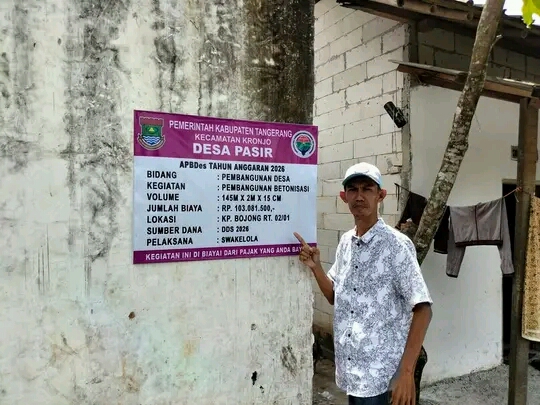 PEMERINTAH KABUPATEN TANGERANG
KECAMATAN KRONJO
DESA PASIR
APBDes TAHUN ANGGARAN 2026
BIDANG : PEMBANGUNAN DESA
KEGIATAN : PEMBANGUNAN BETONISASI
VOLUME : 145M X 2M X 15 CM
JUMLAH BIAYA : RP. 103.081.500,-
LOKASI : KP. BOJONG RT. 02/01
SUMBER DANA : DDS 2026
PELAKSANA : SWAKELOLA
KEGIATAN INI DI BIAYAI DARI PAJAK YANG ANDA